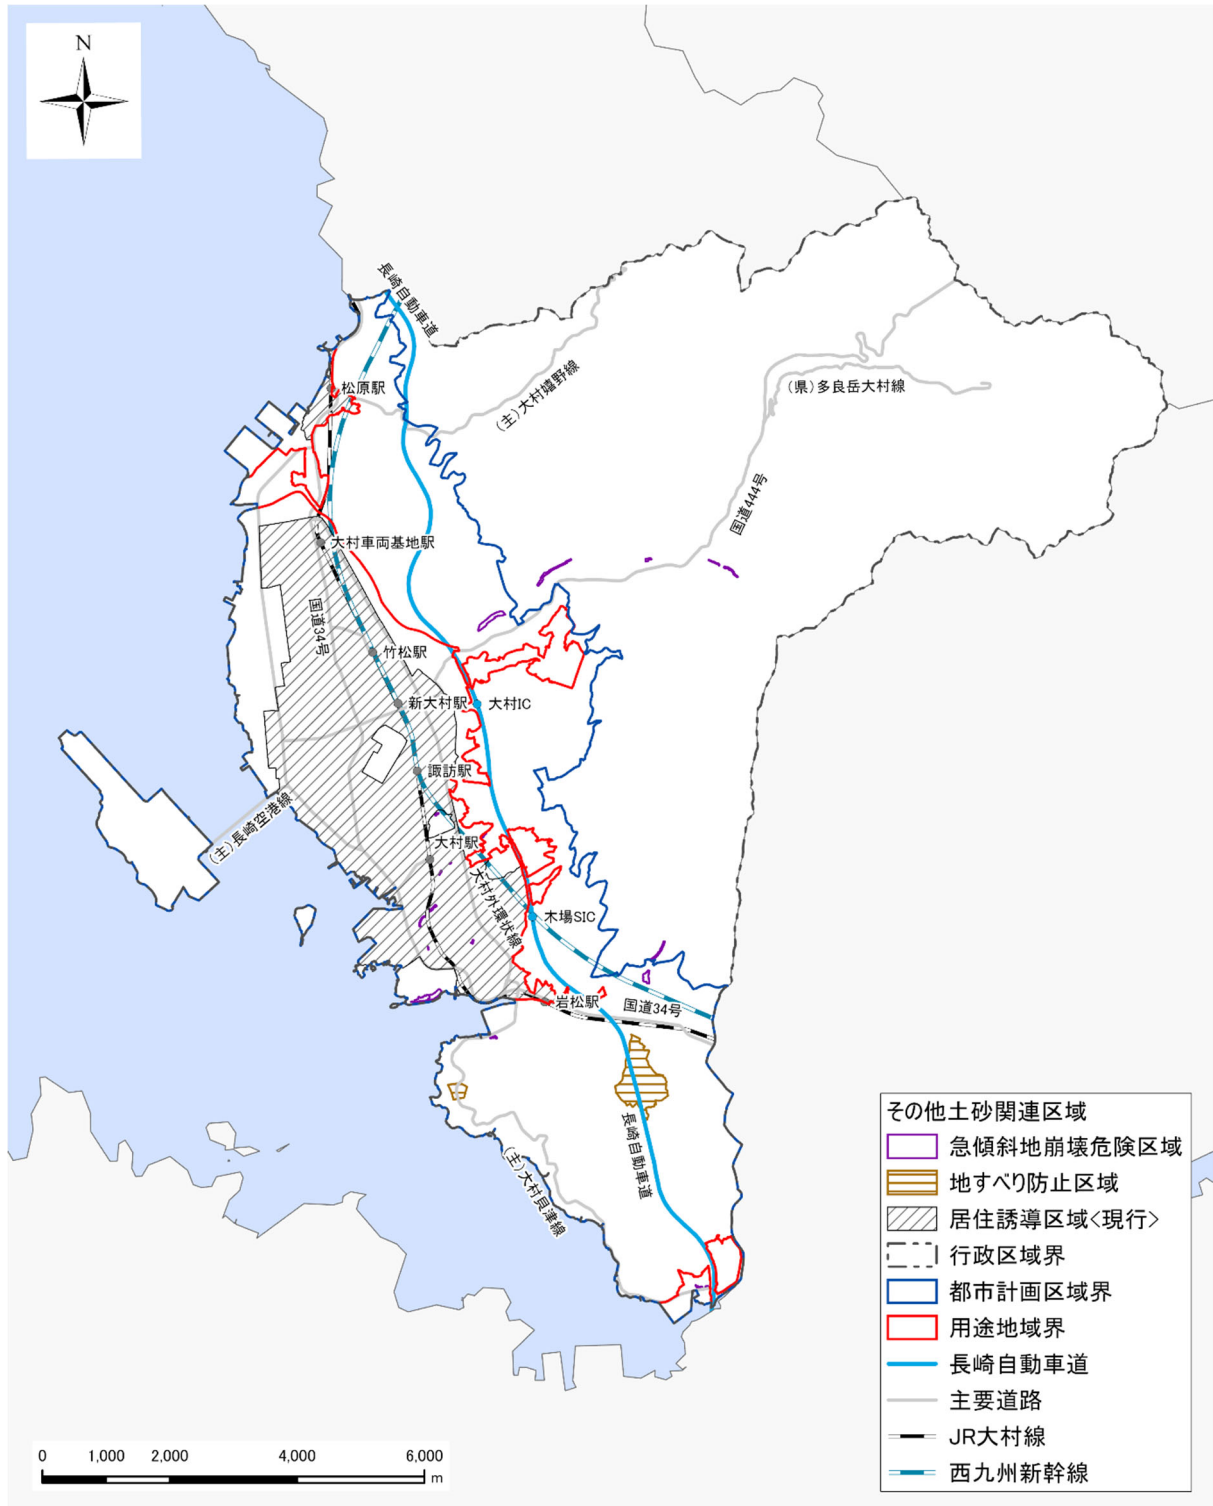 N
長崎自動車道
松原駅
(主)大村嬉野線
(県)多良岳大村線
国道444号
大村車両基地駅
国道34号
竹松駅
新大村駅
大村IC
諏訪駅
(主)長崎空港線
大村駅
大村外環状線
木場SIC
岩松駅
国道34号
長崎自動車道
(主)大村貝津線
その他土砂関連区域
急傾斜地崩壊危険区域
地すべり防止区域
居住誘導区域<現行>
行政区域界
都市計画区域界
用途地域界
長崎自動車道
主要道路
JR大村線
西九州新幹線
0 1,000 2,000 4,000 6,000
m